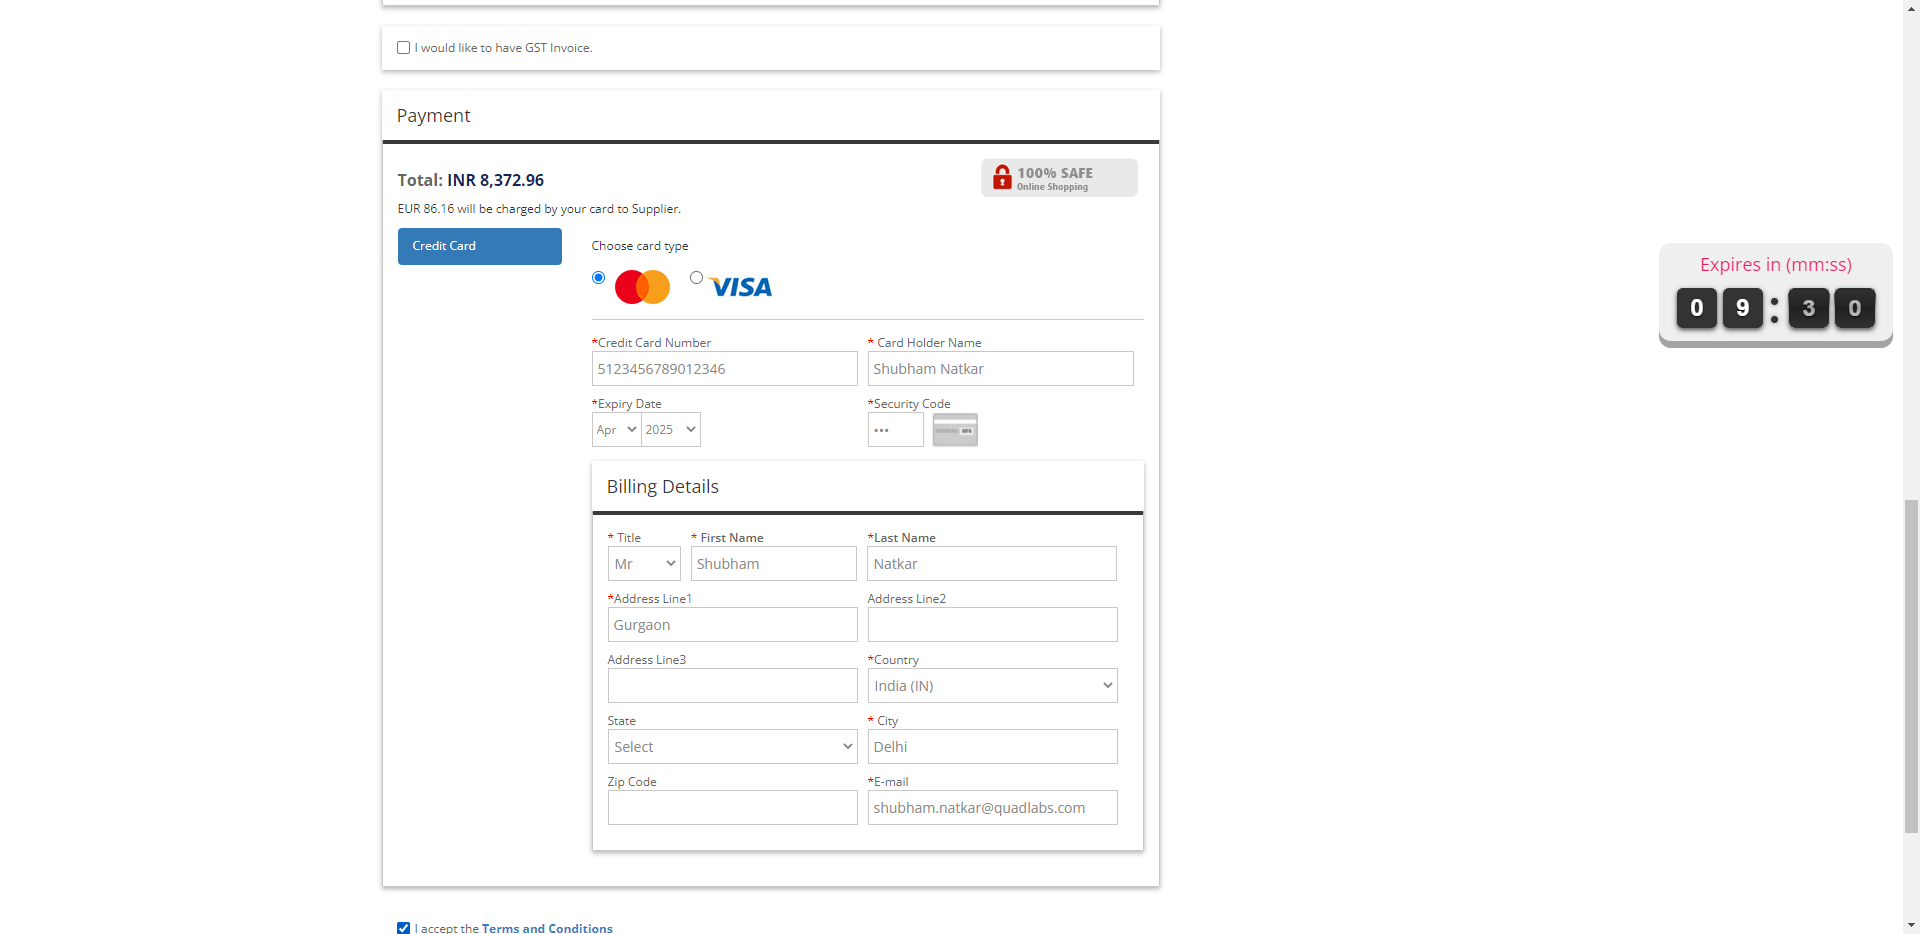 I would like to have GST Invoice.
Payment
Total: INR 8,372.96
100% SAFE
Online Shopping
EUR 86.16 will be charged by your card to Supplier.
Credit Card
Choose card type
VISA
Expires in (mm:ss)
09:30
*Credit Card Number
* Card Holder Name
5123456789012346
Shubham Natkar
*Expiry Date
*Security Code
Apr
2025
•••
Billing Details
* Title
* First Name
*Last Name
Mr
Shubham
Natkar
*Address Line1
Address Line2
Gurgaon
Address Line3
*Country
India (IN)
State
* City
Select
Delhi
Zip Code
*E-mail
shubham.natkar@quadlabs.com
I accept the Terms and Conditions